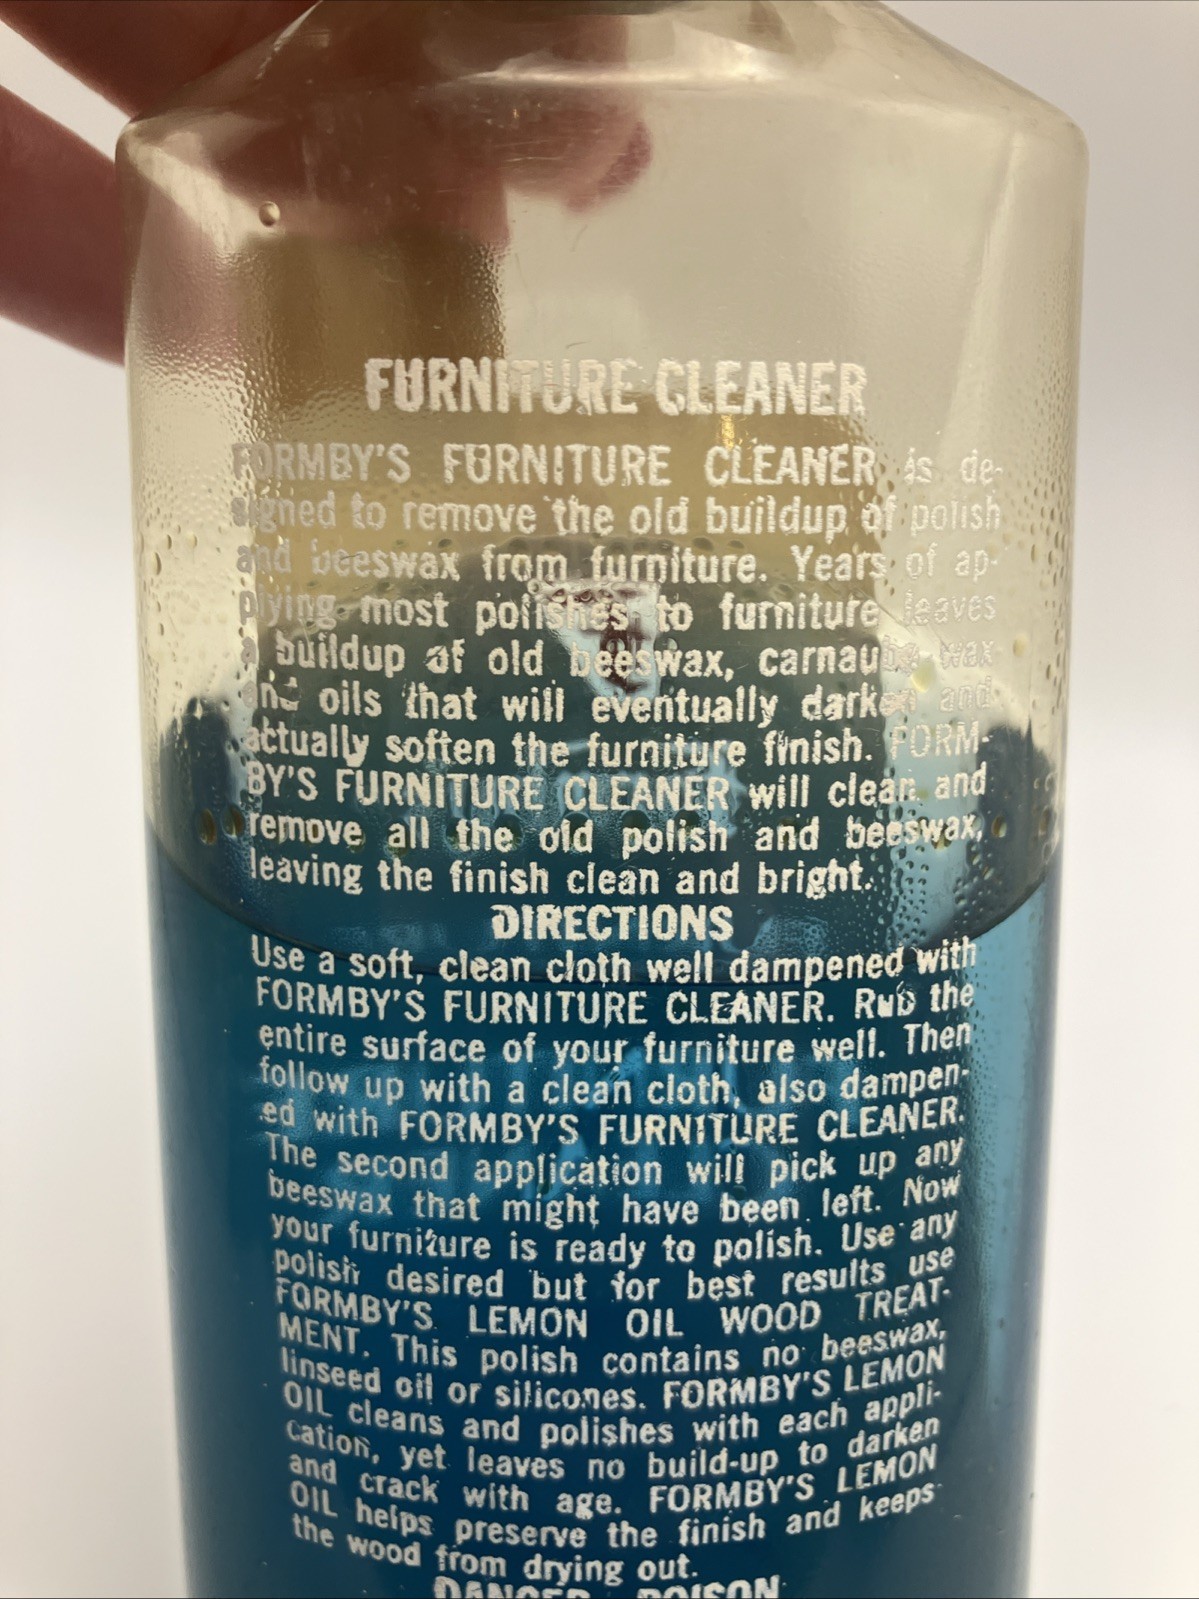 FURNITURE CLEANER
FORMBY'S FURNITURE CLEANER is de-
signed to remove the old buildup of polish
and beeswax from furniture. Years of ap-
plying most polishes to furniture leaves
a buildup of old beeswax, carnauba wax
and oils that will eventually darken and
actually soften the furniture finish. FORM-
BY'S FURNITURE CLEANER will clean and
remove all the old polish and beeswax,
leaving the finish clean and bright.
DIRECTIONS
Use a soft, clean cloth well dampened with
FORMBY'S FURNITURE CLEANER. Rub the
entire surface of your furniture well. Then
follow up with a clean cloth, also dampen-
ed with FORMBY'S FURNITURE CLEANER.
The second application will pick up any
beeswax that might have been left. Now
your furniture is ready to polish. Use any
polish desired but for best results use
FORMBY'S LEMON OIL WOOD TREAT-
MENT. This polish contains no beeswax,
linseed oil or silicones. FORMBY'S LEMON
OIL cleans and polishes with each appli-
cation, yet leaves no build-up to darken
and crack with age. FORMBY'S LEMON
OIL helps preserve the finish and keeps
the wood from drying out.
DANGER POISON